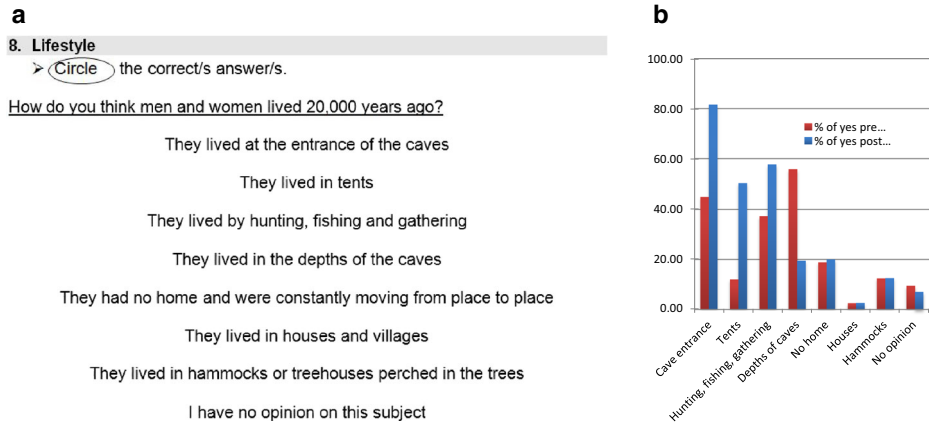 a
8. Lifestyle
➢ Circle the correct/s answer/s.
How do you think men and women lived 20,000 years ago?
They lived at the entrance of the caves
They lived in tents
They lived by hunting, fishing and gathering
They lived in the depths of the caves
They had no home and were constantly moving from place to place
They lived in houses and villages
They lived in hammocks or treehouses perched in the trees
I have no opinion on this subject
b
100.00
80.00
60.00
40.00
20.00
0.00
% of yes pre...
% of yes post...
Cave entrance
Tents
Hunting, fishing, gathering
Depths of caves
No home
Houses
Hammocks
No opinion